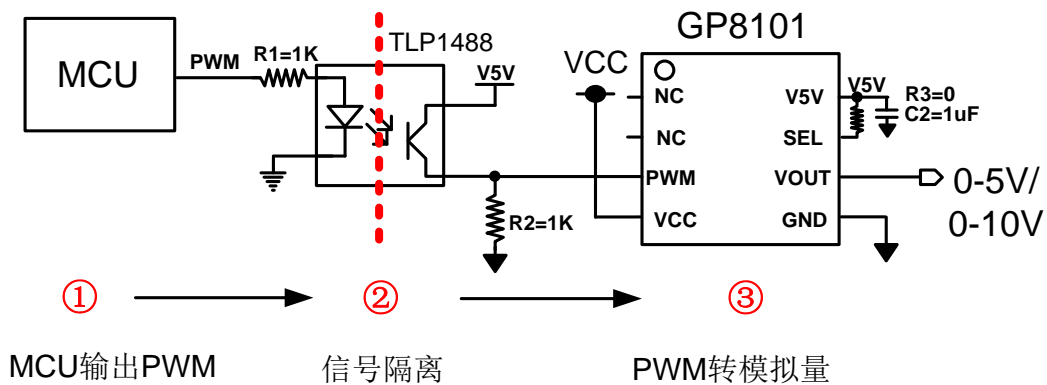 GP8101
TLP1488
MCU
PWM
R1=1K
V5V
VCC
NC
NC
PWM
VCC
V5V
SEL
VOUT
GND
V5V
R3=0
C2=1uF
R2=1K
0-5V/
0-10V
① ② ③
MCU输出PWM 信号隔离 PWM转模拟量